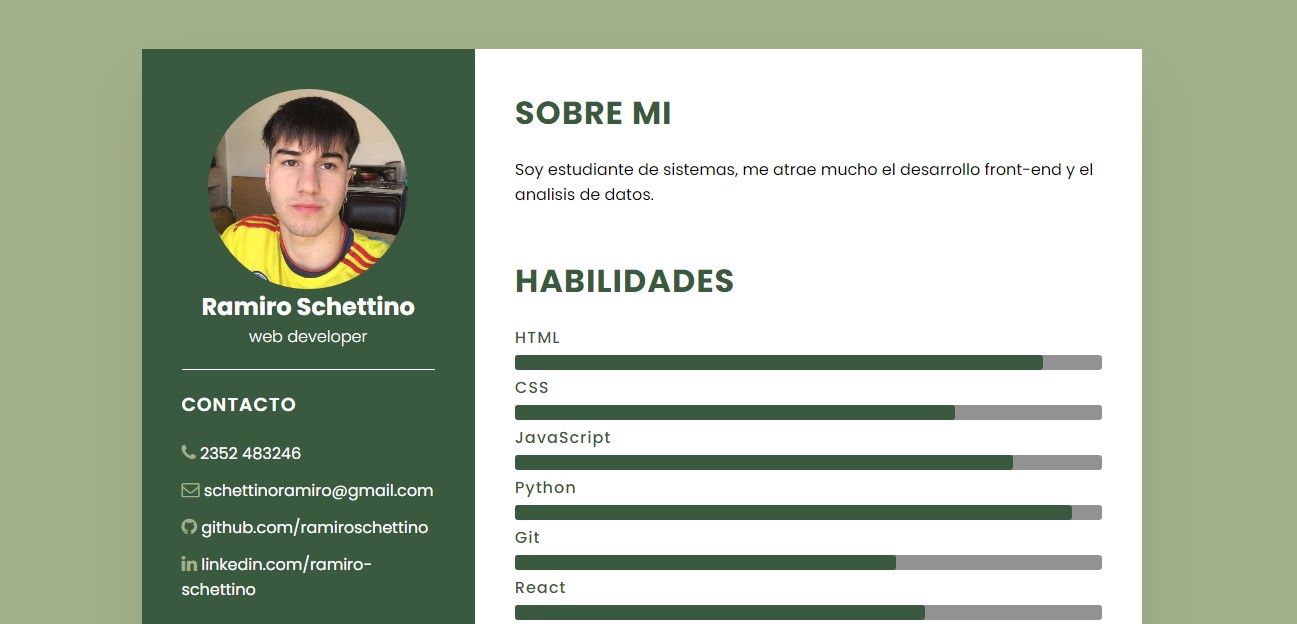 Ramiro Schettino
web developer
CONTACTO
2352 483246
schettinoramiro@gmail.com
github.com/ramiroschettino
linkedin.com/ramiro-
schettino
SOBRE MI
Soy estudiante de sistemas, me atrae mucho el desarrollo front-end y el
analisis de datos.
HABILIDADES
HTML
CSS
JavaScript
Python
Git
React